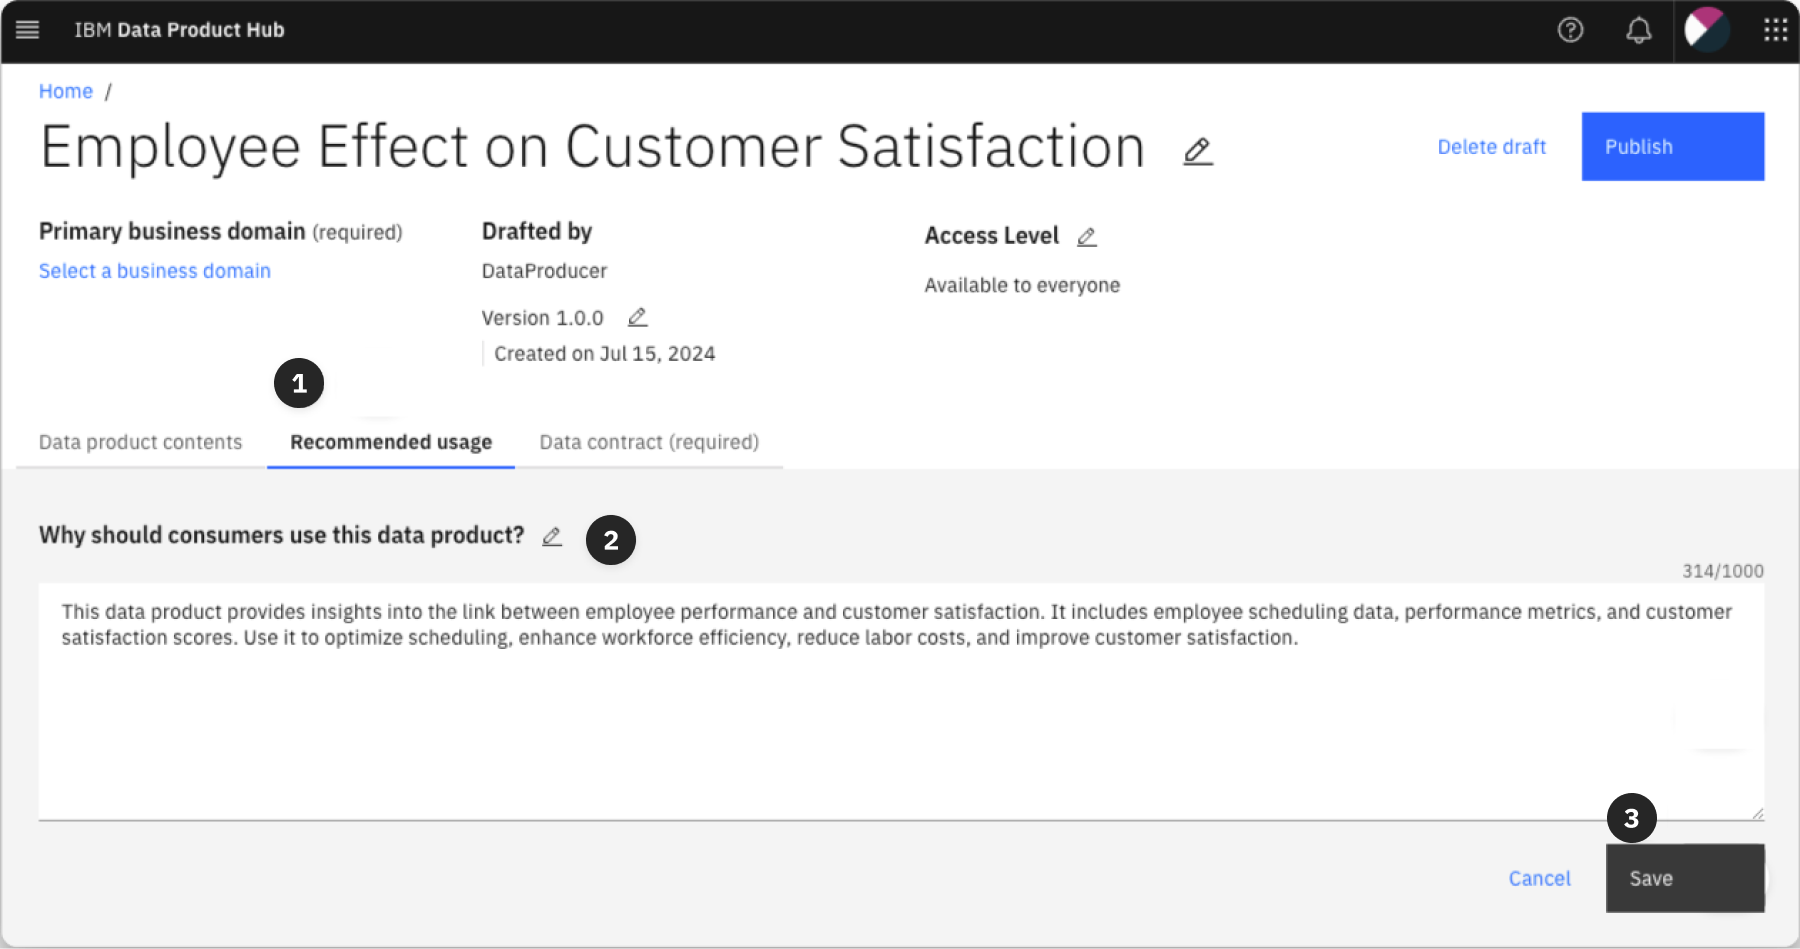 IBM Data Product Hub
Home /
Employee Effect on Customer Satisfaction
Delete draft
Publish
Primary business domain (required)
Select a business domain
Drafted by
DataProducer
Version 1.0.0
Created on Jul 15, 2024
Access Level
Available to everyone
1
Data product contents
Recommended usage
Data contract (required)
Why should consumers use this data product?
2
314/1000
This data product provides insights into the link between employee performance and customer satisfaction. It includes employee scheduling data, performance metrics, and customer
satisfaction scores. Use it to optimize scheduling, enhance workforce efficiency, reduce labor costs, and improve customer satisfaction.
3
Cancel
Save